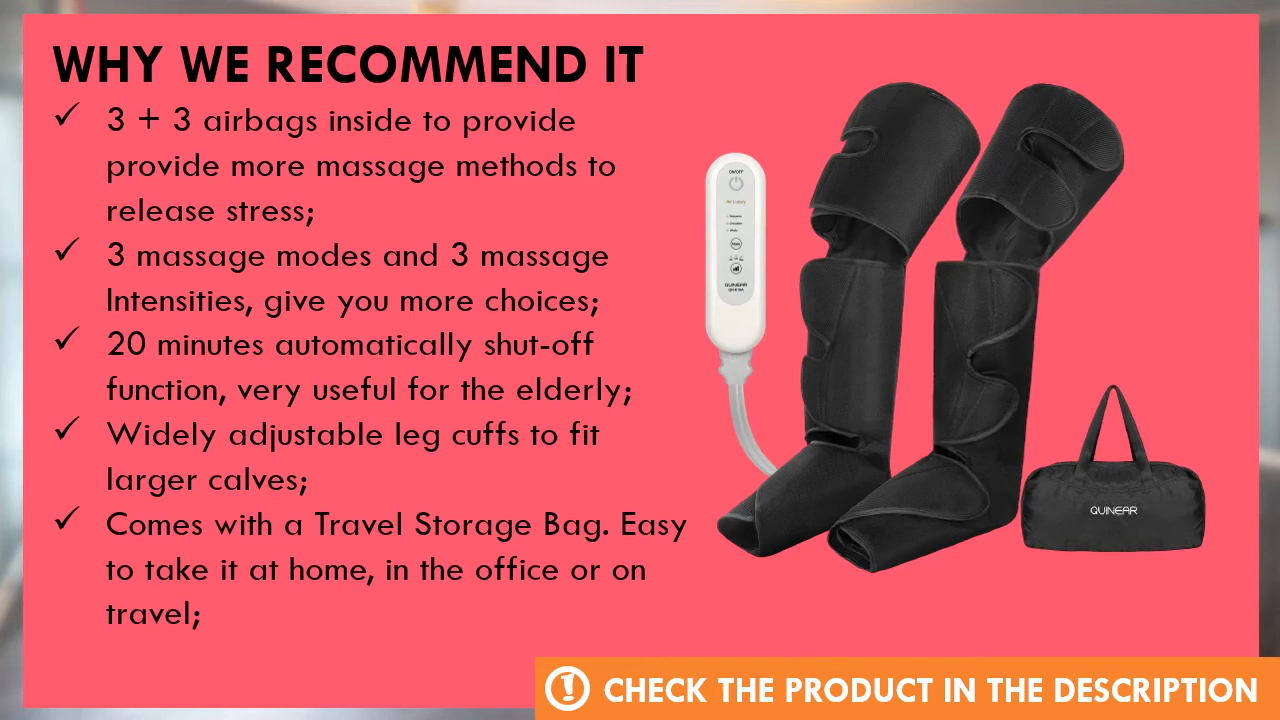 WHY WE RECOMMEND IT
✓ 3 + 3 airbags inside to provide
provide more massage methods to
release stress;
✓ 3 massage modes and 3 massage
Intensities, give you more choices;
✓ 20 minutes automatically shut-off
function, very useful for the elderly;
✓ Widely adjustable leg cuffs to fit
larger calves;
✓ Comes with a Travel Storage Bag. Easy
to take it at home, in the office or on
travel;
ON/OFF
Mode
QUINEAR
QUINEAR
CHECK THE PRODUCT IN THE DESCRIPTION